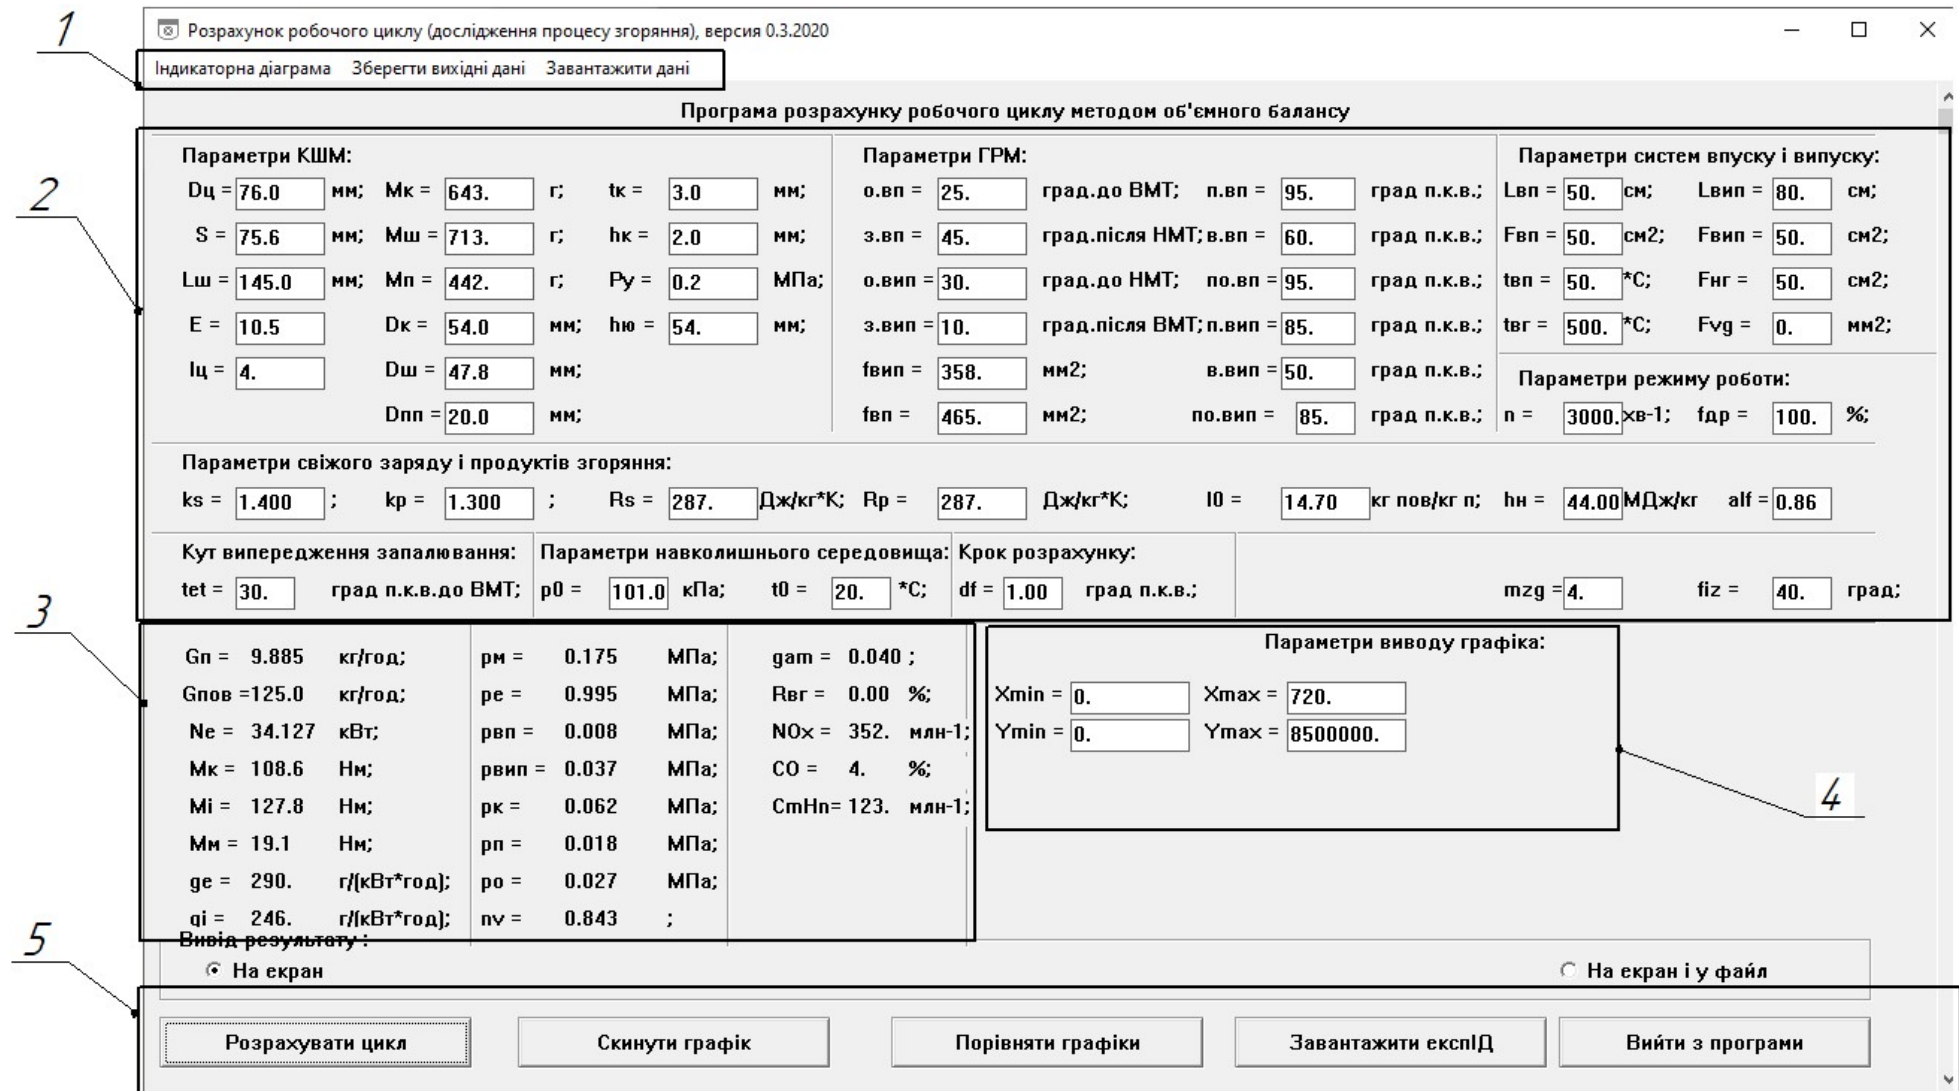 1
Розрахунок робочого циклу (дослідження процесу згоряння), версия 0.3.2020
Індикаторна діаграма Зберегти вихідні дані Завантажити дані
Програма розрахунку робочого циклу методом об'ємного балансу
2
Параметри КШМ: Параметри ГРМ: Параметри систем впуску і випуску:
Dц = 76.0 мм; Мк = 643. г; tк = 3.0 мм; о.вп = 25. град.до ВМТ; п.вп = 95. град п.к.в.; Lвп = 50. см; Lвип = 80. см;
S = 75.6 мм; Мш = 713. г; hк = 2.0 мм; з.вп = 45. град.після НМТ; в.вп = 60. град п.к.в.; Fвп = 50. см2; Fвип = 50. см2;
Lш = 145.0 мм; Мп = 442. г; Ру = 0.2 МПа; о.вип = 30. град.до НМТ; по.вп = 95. град п.к.в.; tвп = 50. *С; Fнг = 50. см2;
Е = 10.5 Dк = 54.0 мм; hю = 54. мм; з.вип = 10. град.після ВМТ; п.вип = 85. град п.к.в.; tвг = 500. *С; Fvg = 0. мм2;
Iц = 4. Dш = 47.8 мм; fвип = 358. мм2; в.вип = 50. град п.к.в.; Параметри режиму роботи:
Dпп = 20.0 мм; fвп = 465. мм2; по.вип = 85. град п.к.в.; n = 3000. хв-1; fдр = 100. %;
Параметри свіжого заряду і продуктів згоряння:
ks = 1.400 ; kp = 1.300 ; Rs = 287. Дж/кг*К; Rp = 287. Дж/кг*К; l0 = 14.70 кг пов/кг п; hн = 44.00 МДж/кг alf = 0.86
Кут випередження запалювання: Параметри навколишнього середовища: Крок розрахунку:
tet = 30. град п.к.в.до ВМТ; p0 = 101.0 кПа; t0 = 20. *С; df = 1.00 град п.к.в.; mzg = 4. fiz = 40. град;
3
Параметри виводу графіка:
Gп = 9.885 кг/год; pм = 0.175 МПа; gam = 0.040 ;
Gпов = 125.0 кг/год; pe = 0.995 МПа; Rвг = 0.00 %; Xmin = 0. Xmax = 720.
Ne = 34.127 кВт; pвп = 0.008 МПа; NOx = 352. млн-1; Ymin = 0. Ymax = 8500000.
Мк = 108.6 Нм; pвип = 0.037 МПа; CO = 4. %;
4
Mi = 127.8 Нм; pк = 0.062 МПа; CmHn= 123. млн-1;
Мм = 19.1 Нм; pп = 0.018 МПа;
ge = 290. г/(кВт*год); po = 0.027 МПа;
gi = 246. г/(кВт*год); nv = 0.843 ;
5
Вивід результату :
На екран На екран і у файл
Розрахувати цикл Скинути графік Порівняти графіки Завантажити експІД Вийти з програми